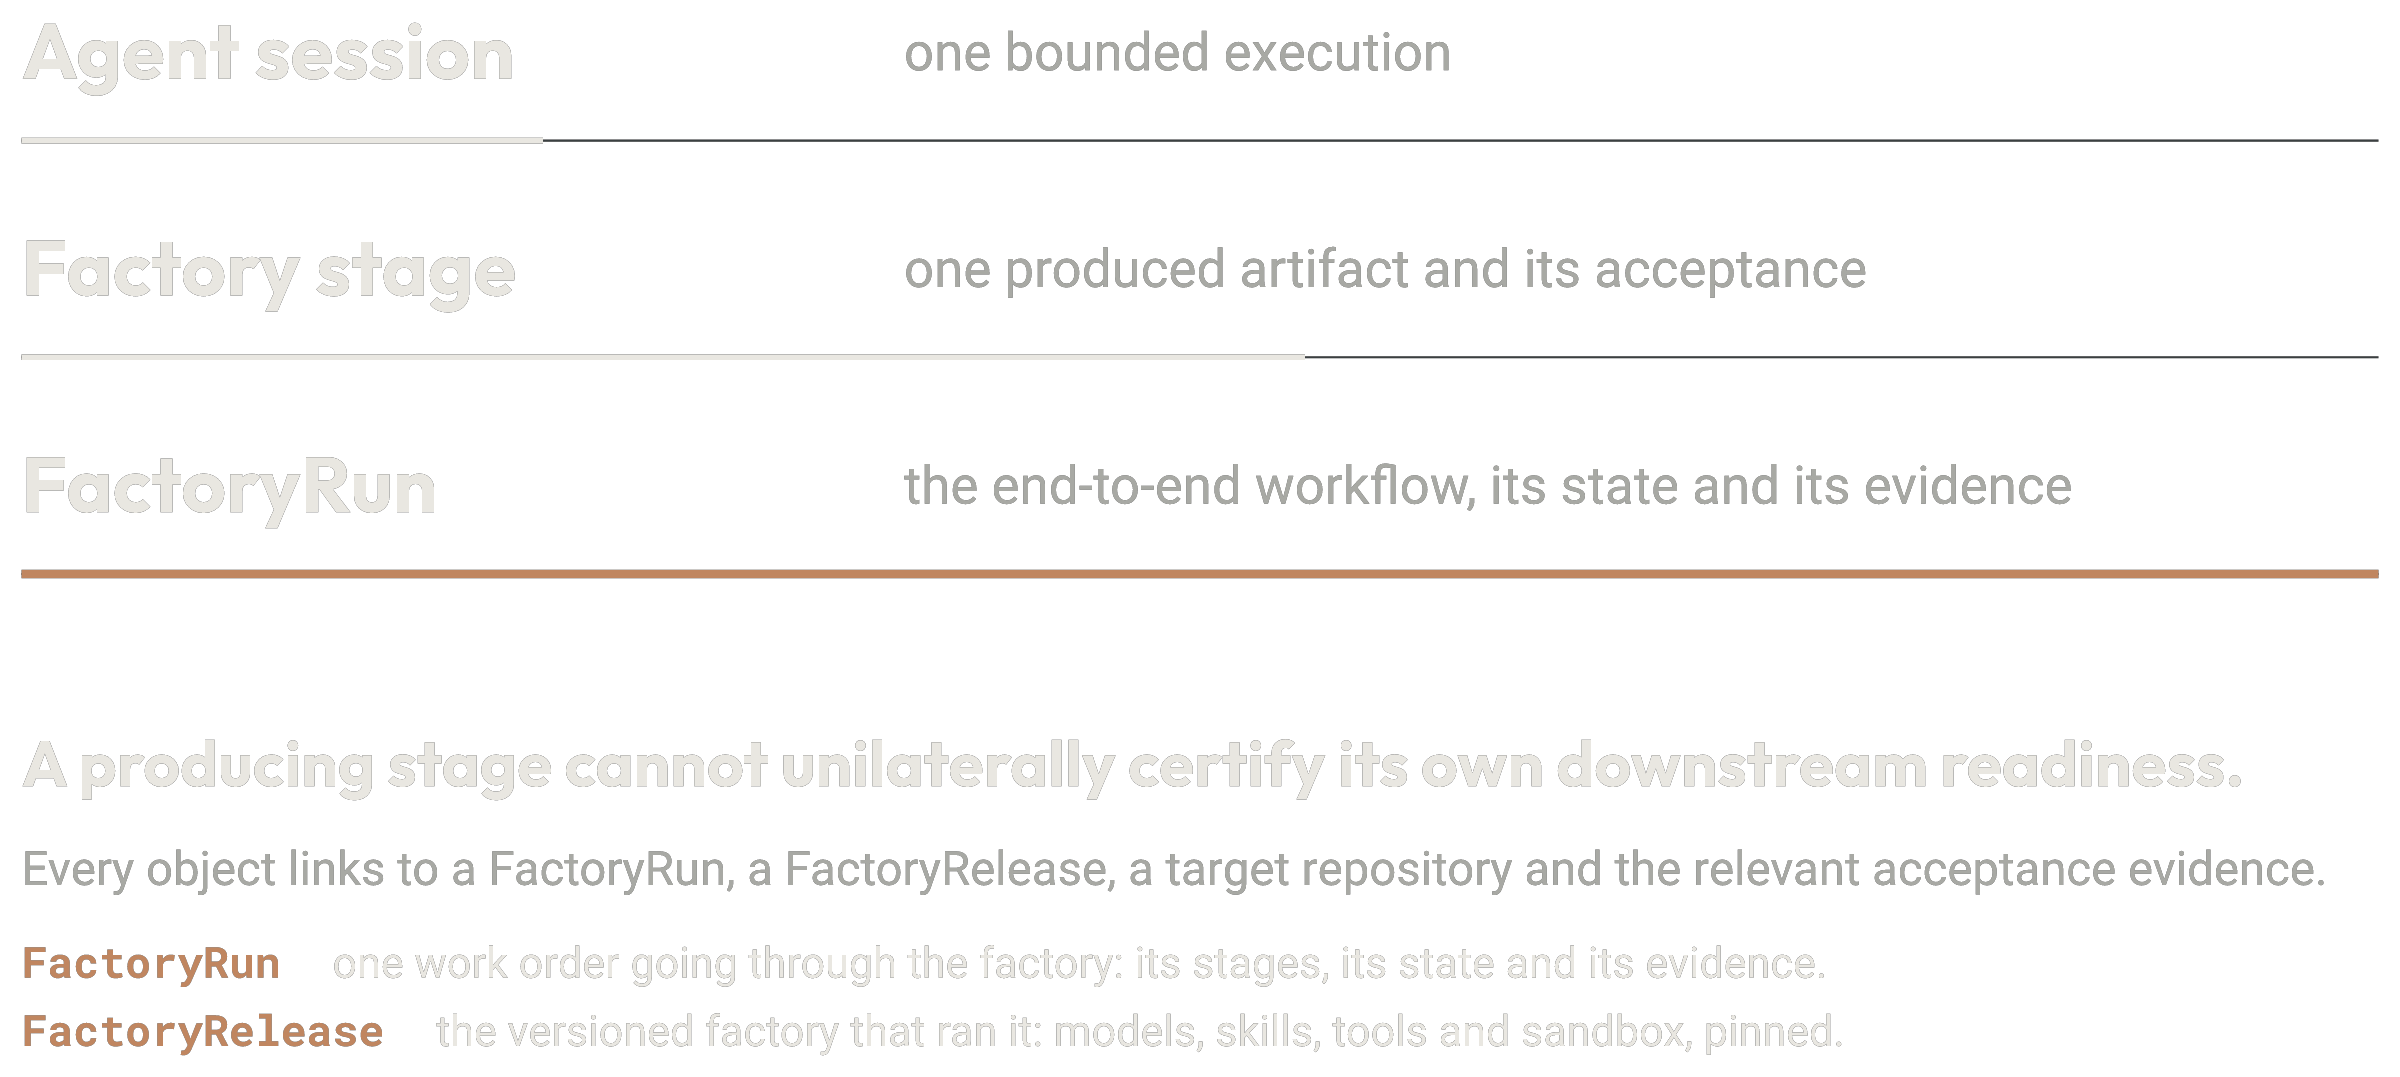 Agent session one bounded execution
Factory stage one produced artifact and its acceptance
FactoryRun the end-to-end workflow, its state and its evidence
A producing stage cannot unilaterally certify its own downstream readiness.
Every object links to a FactoryRun, a FactoryRelease, a target repository and the relevant acceptance evidence.
FactoryRun one work order going through the factory: its stages, its state and its evidence.
FactoryRelease the versioned factory that ran it: models, skills, tools and sandbox, pinned.